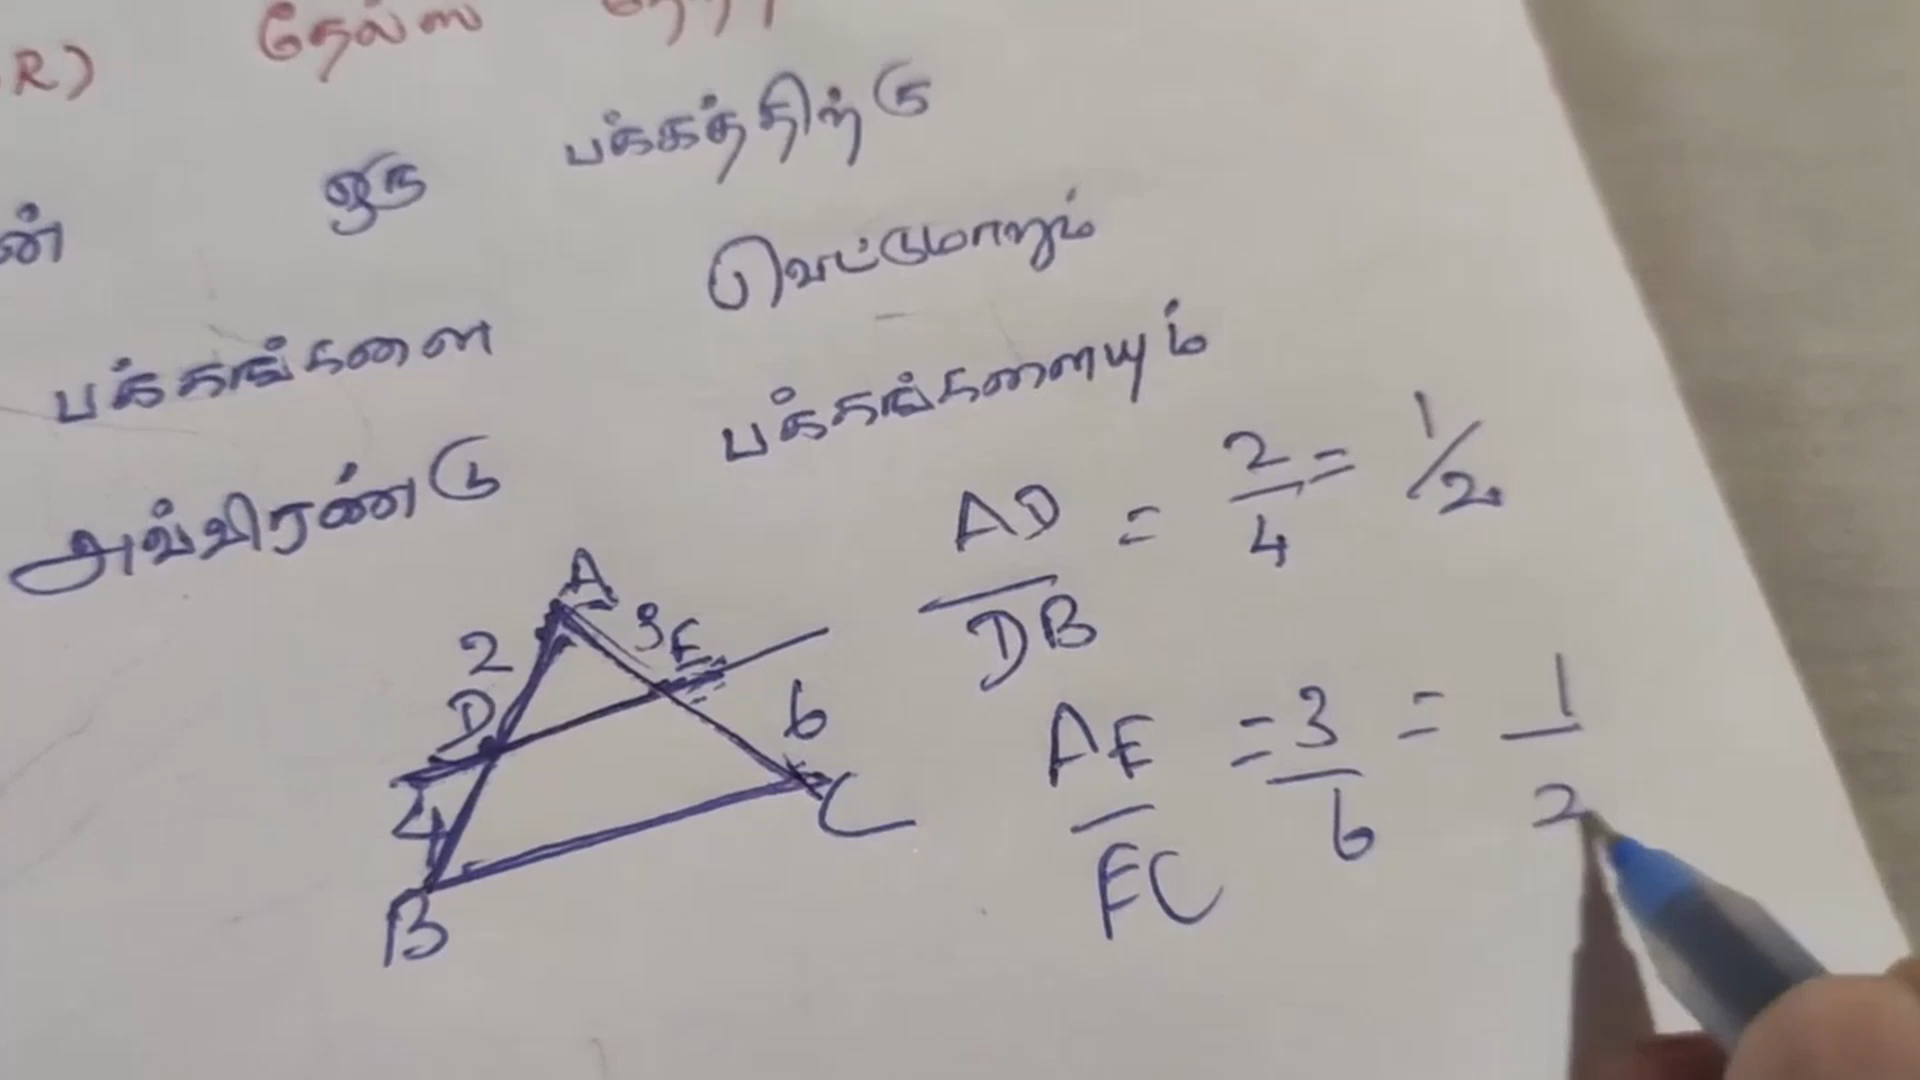 R) தேல்ஸ்
ன் ஒரு பக்கத்திற்கு
வெட்டுமாறும்
பக்கங்களை
பக்கங்களையும்
அவ்விரண்டு
AD/DB = 2/4 = 1/2
AE/EC = 3/6 = 1/2
A
2 3 E
D 6
4 C
B